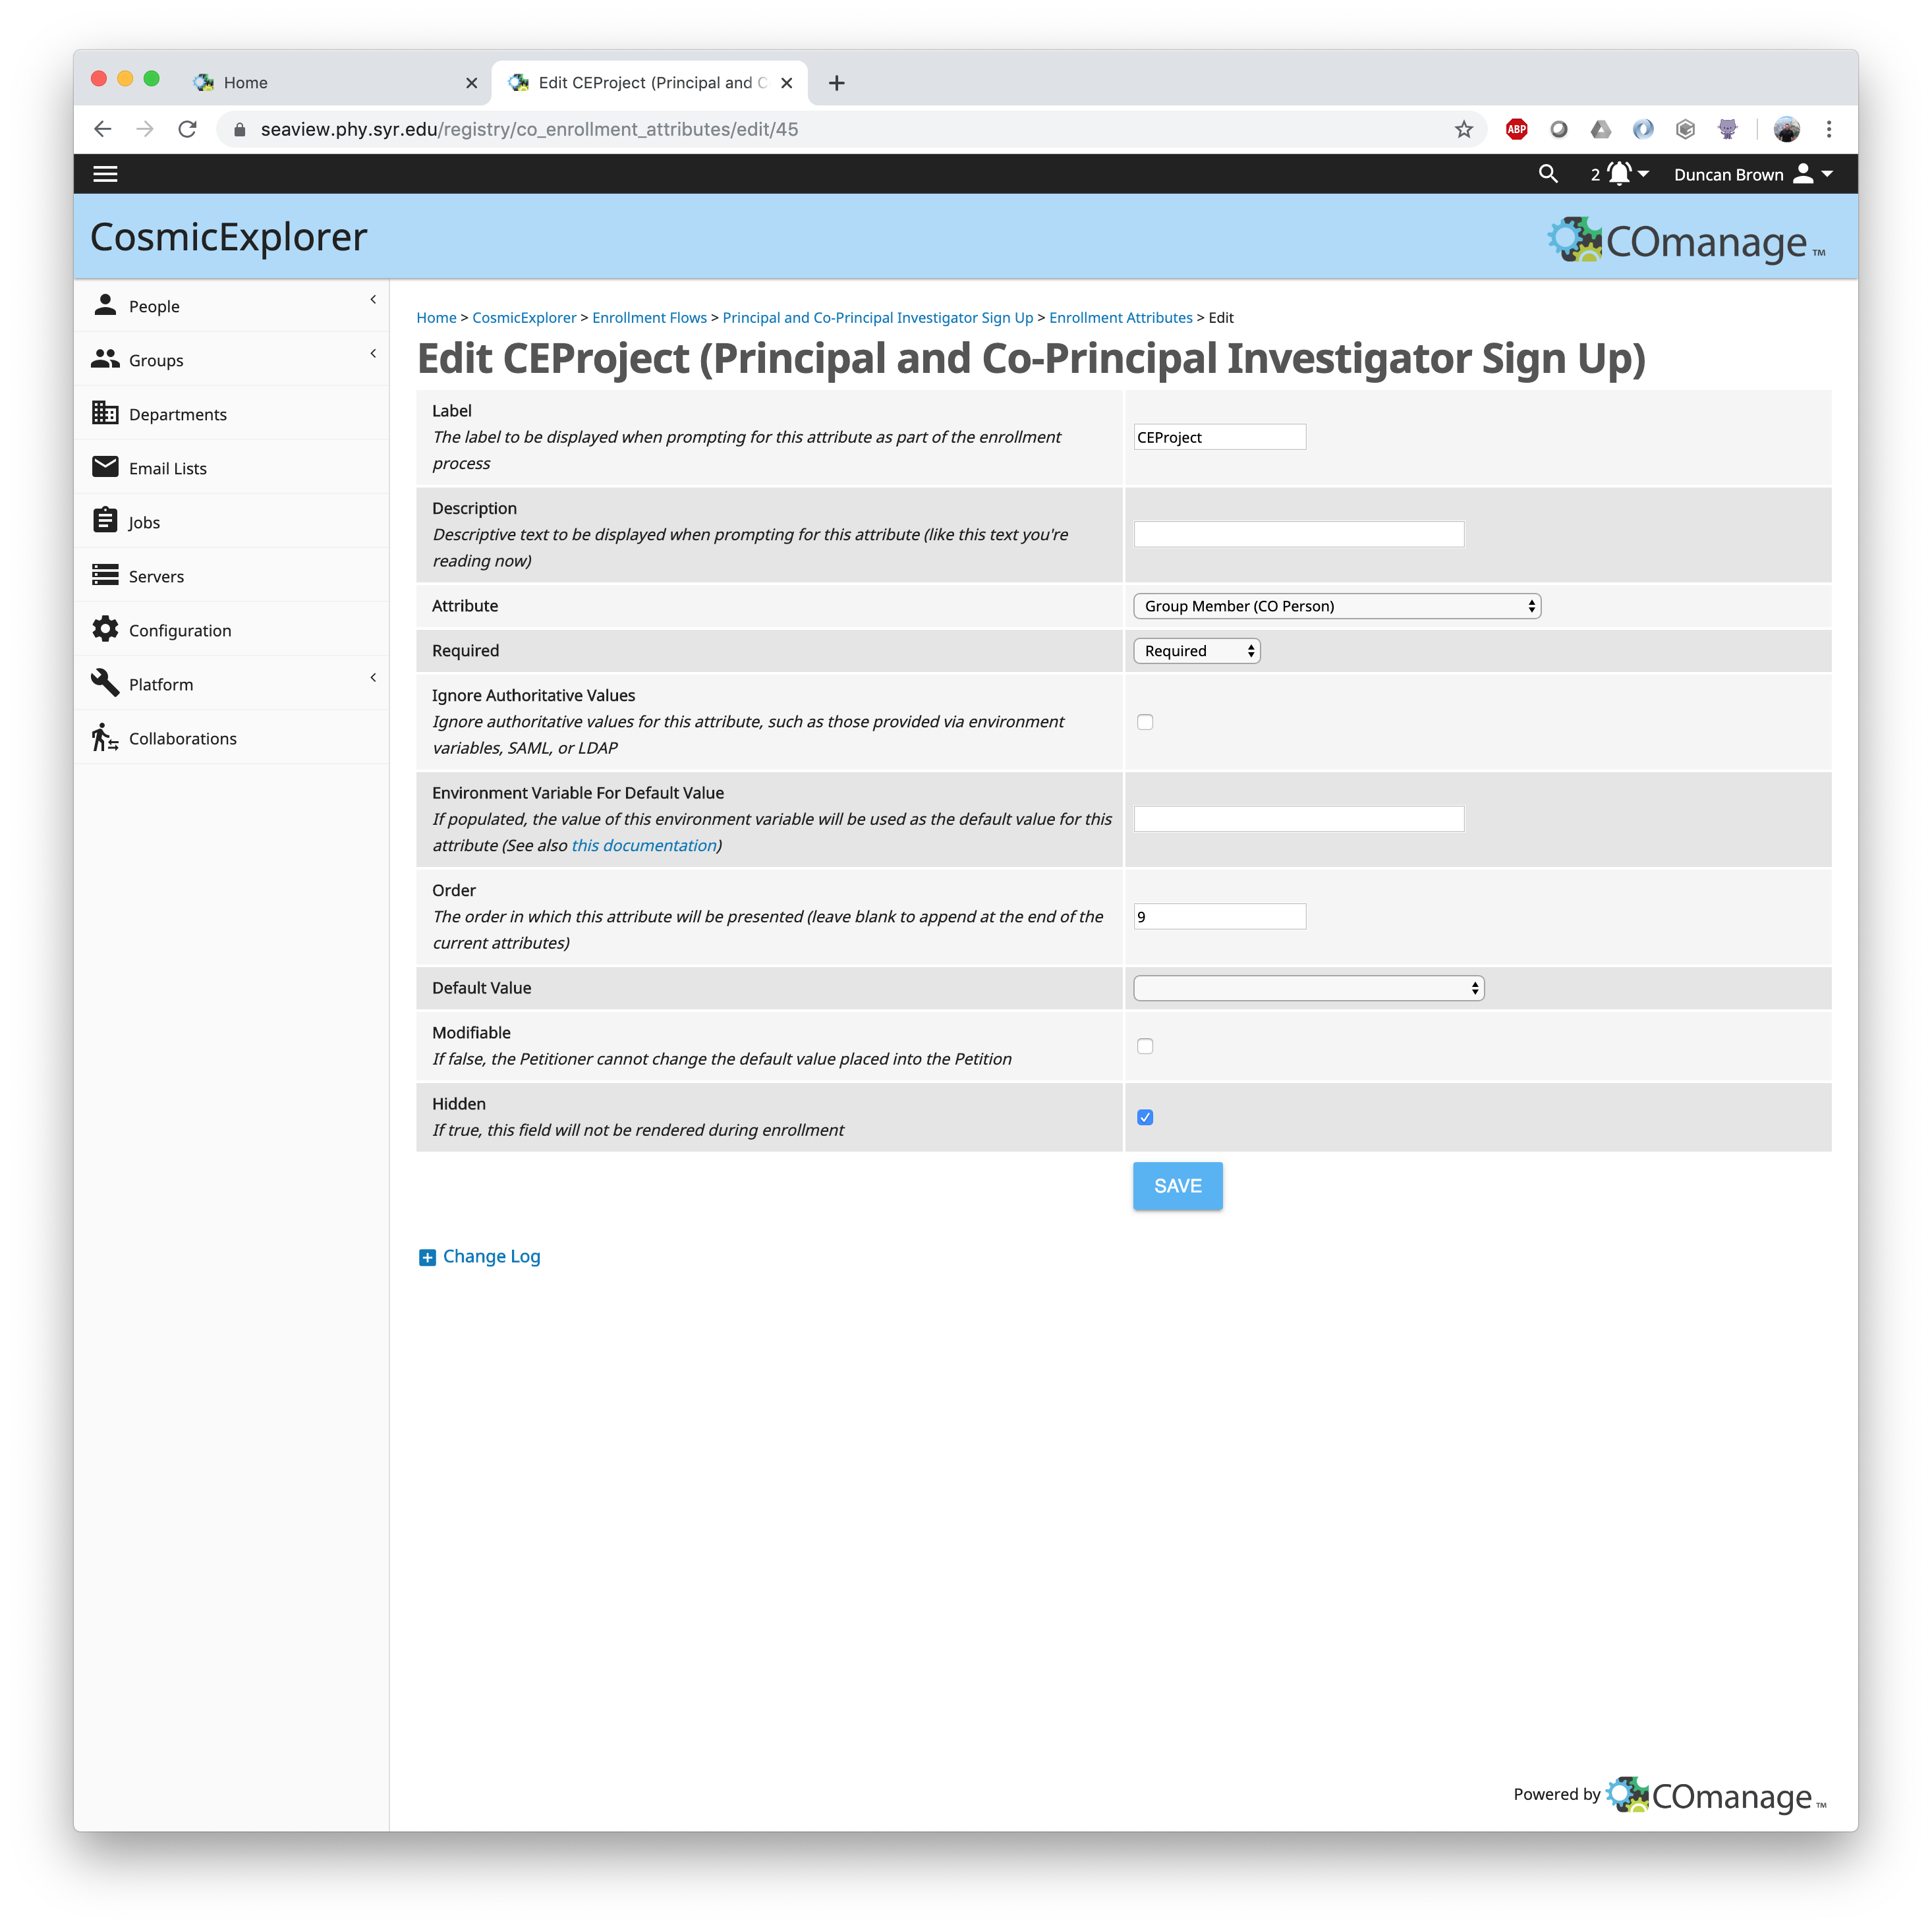 Home
Edit CEProject (Principal and C
seaview.phy.syr.edu/registry/co_enrollment_attributes/edit/45
ABP
2
Duncan Brown
CosmicExplorer
COmanage TM
People
Groups
Departments
Email Lists
Jobs
Servers
Configuration
Platform
Collaborations
Home > CosmicExplorer > Enrollment Flows > Principal and Co-Principal Investigator Sign Up > Enrollment Attributes > Edit
Edit CEProject (Principal and Co-Principal Investigator Sign Up)
Label
The label to be displayed when prompting for this attribute as part of the enrollment
process
CEProject
Description
Descriptive text to be displayed when prompting for this attribute (like this text you're
reading now)
Attribute
Group Member (CO Person)
Required
Required
Ignore Authoritative Values
Ignore authoritative values for this attribute, such as those provided via environment
variables, SAML, or LDAP
Environment Variable For Default Value
If populated, the value of this environment variable will be used as the default value for this
attribute (See also this documentation)
Order
The order in which this attribute will be presented (leave blank to append at the end of the
current attributes)
9
Default Value
Modifiable
If false, the Petitioner cannot change the default value placed into the Petition
Hidden
If true, this field will not be rendered during enrollment
SAVE
Change Log
Powered by COmanage TM